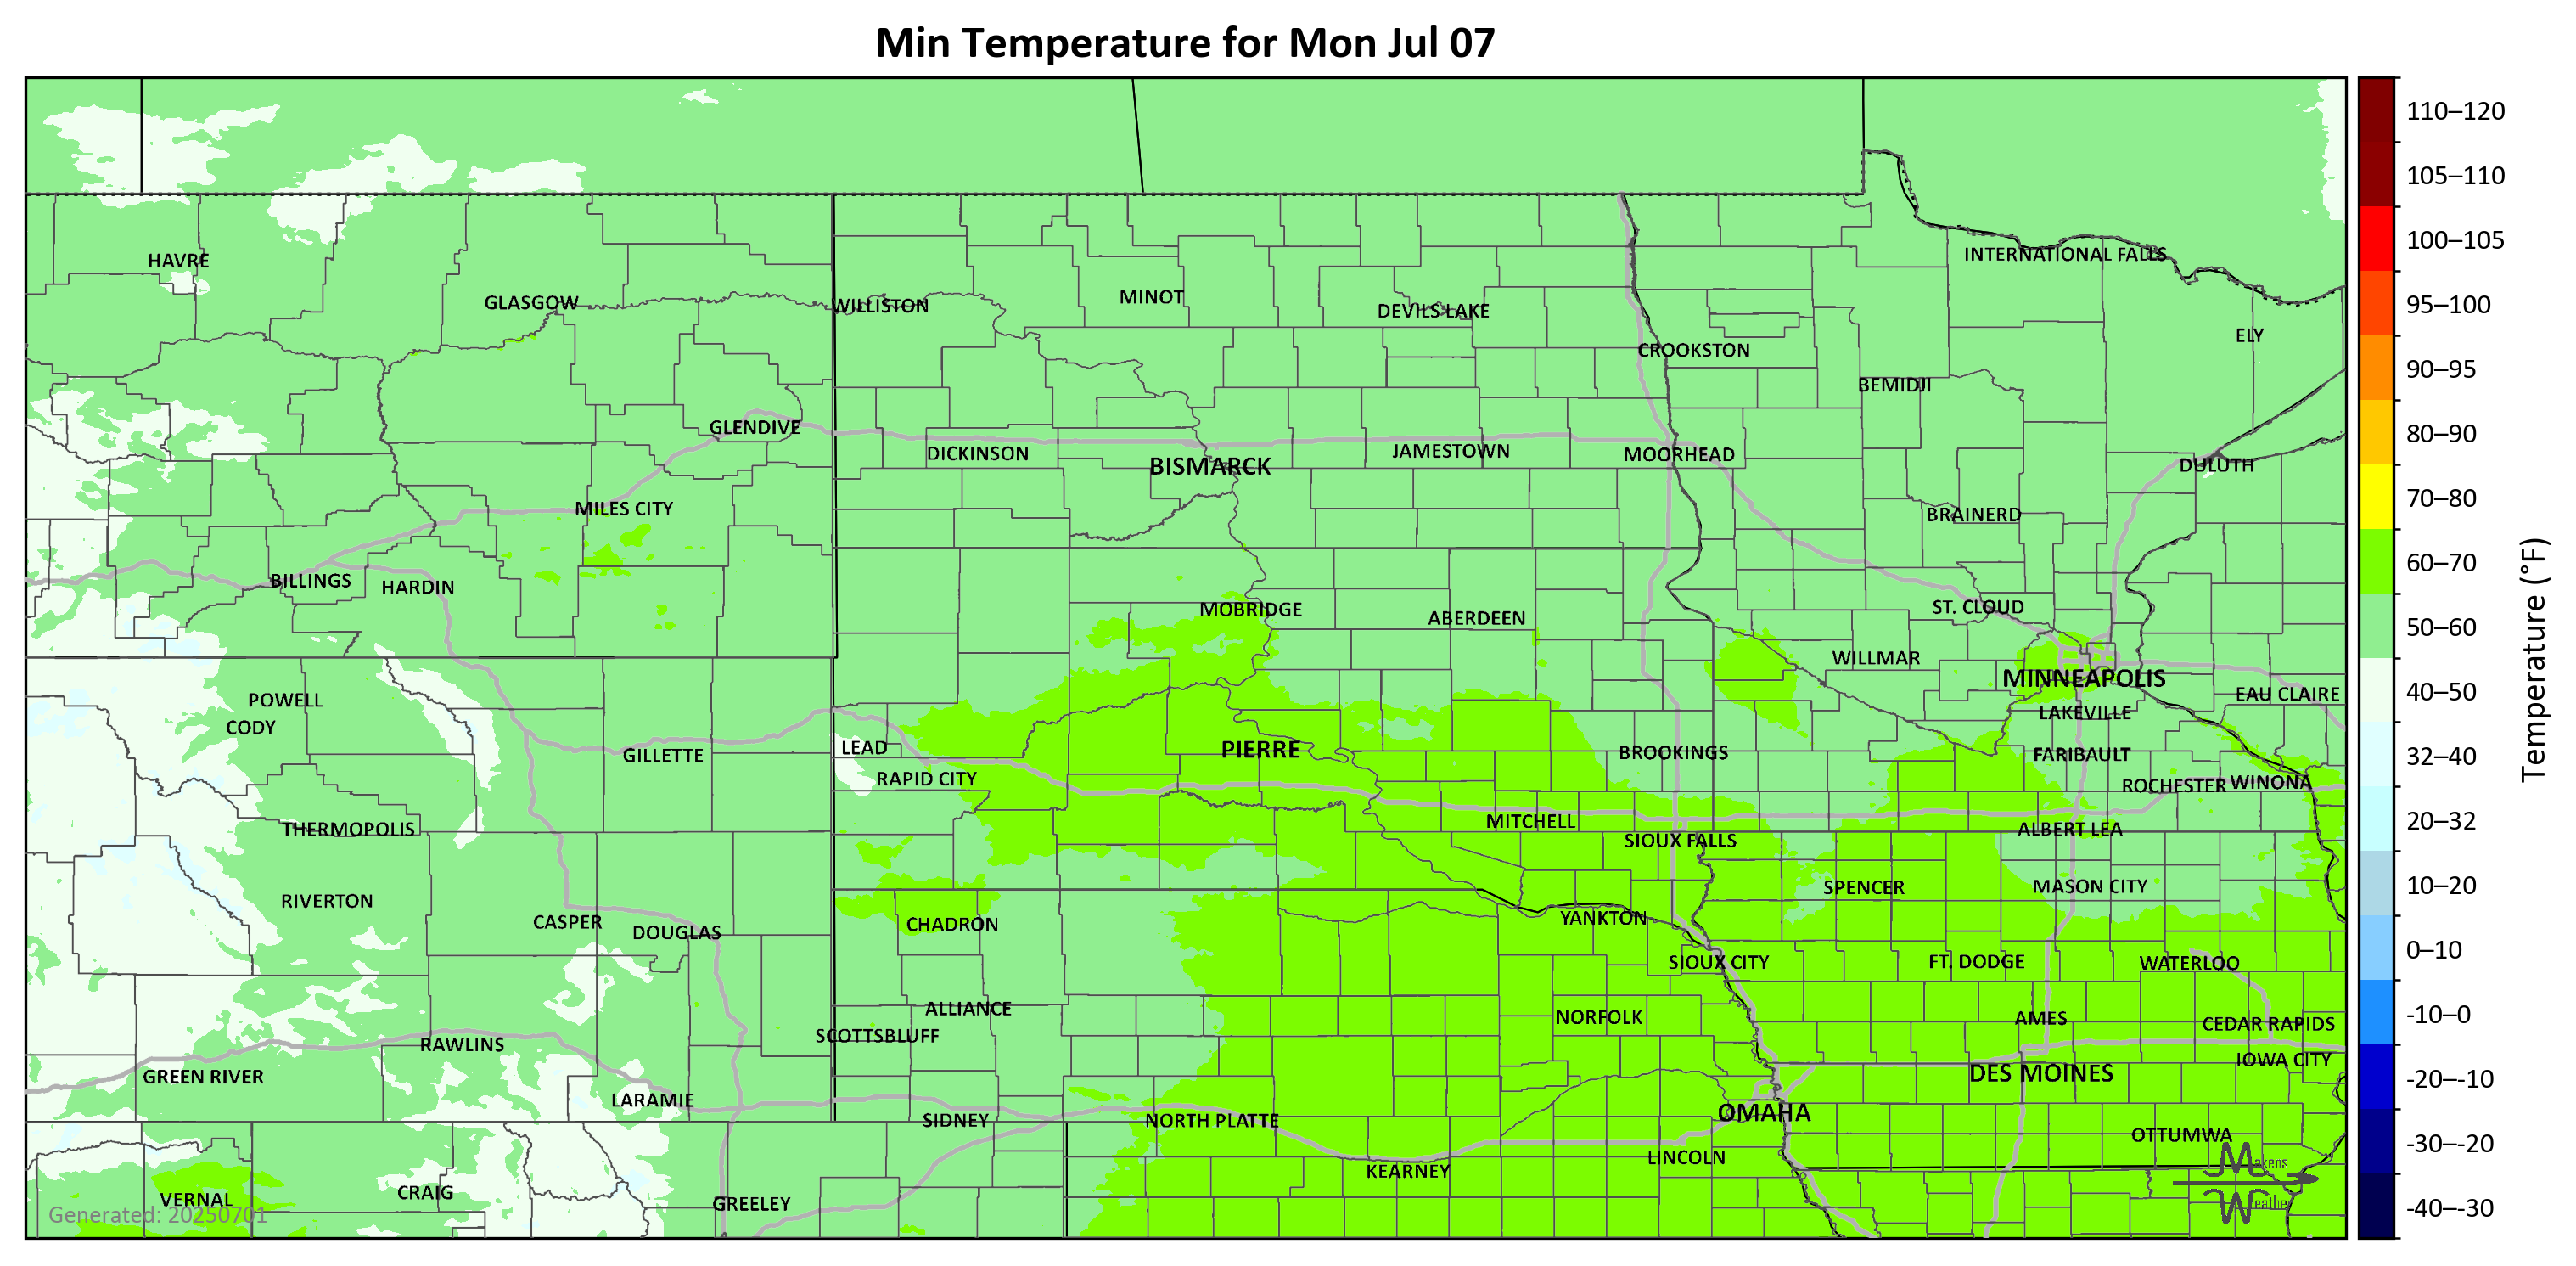 Min Temperature for Mon Jul 07
110–120
105–110
100–105
95–100
90–95
80–90
70–80
60–70
50–60
40–50
32–40
20–32
10–20
0–10
-10–0
-20–-10
-30–-20
-40–-30
Temperature (°F)
HAVRE
INTERNATIONAL FALLS
GLASGOW
WILLISTON
MINOT
DEVILS LAKE
ELY
CROOKSTON
BEMIDJI
GLENDIVE
DICKINSON
BISMARCK
JAMESTOWN
MOORHEAD
DULUTH
MILES CITY
BRAINERD
BILLINGS
HARDIN
MOBRIDGE
ABERDEEN
ST. CLOUD
WILLMAR
MINNEAPOLIS
POWELL
EAU CLAIRE
CODY
LAKEVILLE
GILLETTE
LEAD
PIERRE
BROOKINGS
FARIBAULT
RAPID CITY
ROCHESTER
WINONA
THERMOPOLIS
MITCHELL
SIOUX FALLS
ALBERT LEA
RIVERTON
SPENCER
MASON CITY
CASPER
DOUGLAS
CHADRON
YANKTON
SIOUX CITY
FT. DODGE
WATERLOO
ALLIANCE
NORFOLK
AMES
CEDAR RAPIDS
SCOTTSBLUFF
RAWLINS
IOWA CITY
GREEN RIVER
DES MOINES
LARAMIE
SIDNEY
NORTH PLATTE
OMAHA
OTTUMWA
LINCOLN
KEARNEY
VERNAL
CRAIG
GREELEY
Makens
Weather
Generated: 20250701